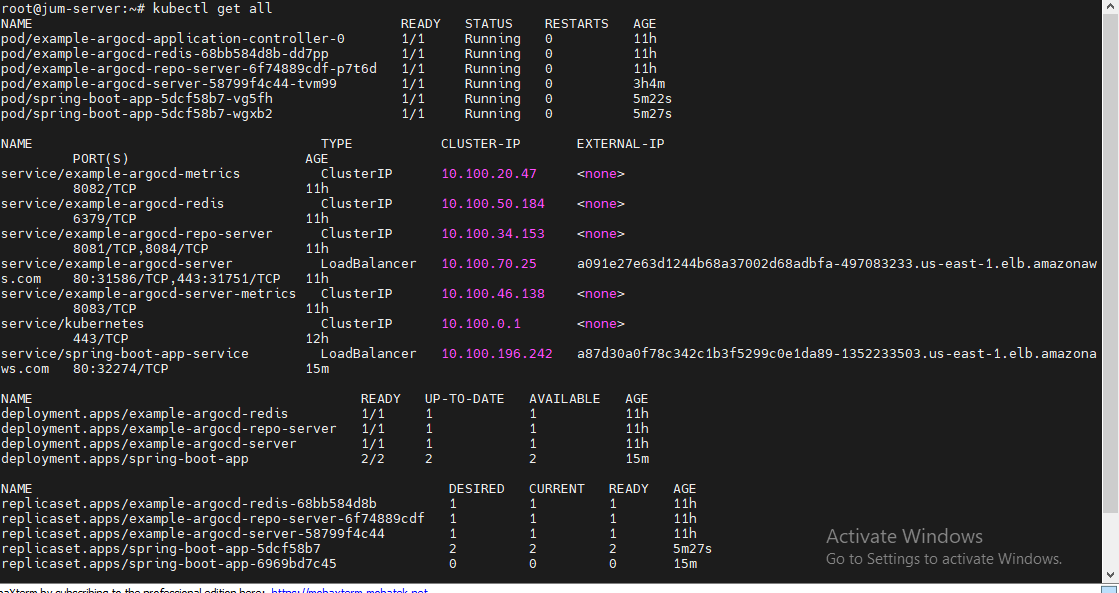 root@jum-server:~# kubectl get all
NAME READY STATUS RESTARTS AGE
pod/example-argocd-application-controller-0 1/1 Running 0 11h
pod/example-argocd-redis-68bb584d8b-dd7pp 1/1 Running 0 11h
pod/example-argocd-repo-server-6f74889cdf-p7t6d 1/1 Running 0 11h
pod/example-argocd-server-58799f4c44-tvm99 1/1 Running 0 3h4m
pod/spring-boot-app-5dcf58b7-vg5fh 1/1 Running 0 5m22s
pod/spring-boot-app-5dcf58b7-wgxb2 1/1 Running 0 5m27s
NAME TYPE CLUSTER-IP EXTERNAL-IP
PORT(S) AGE
service/example-argocd-metrics ClusterIP 10.100.20.47 <none>
8082/TCP 11h
service/example-argocd-redis ClusterIP 10.100.50.184 <none>
6379/TCP 11h
service/example-argocd-repo-server ClusterIP 10.100.34.153 <none>
8081/TCP,8084/TCP 11h
service/example-argocd-server LoadBalancer 10.100.70.25 a091e27e63d1244b68a37002d68adbfa-497083233.us-east-1.elb.amazonaw
s.com 80:31586/TCP,443:31751/TCP 11h
service/example-argocd-server-metrics ClusterIP 10.100.46.138 <none>
8083/TCP 11h
service/kubernetes ClusterIP 10.100.0.1 <none>
443/TCP 12h
service/spring-boot-app-service LoadBalancer 10.100.196.242 a87d30a0f78c342c1b3f5299c0e1da89-1352233503.us-east-1.elb.amazona
ws.com 80:32274/TCP 15m
NAME READY UP-TO-DATE AVAILABLE AGE
deployment.apps/example-argocd-redis 1/1 1 1 11h
deployment.apps/example-argocd-repo-server 1/1 1 1 11h
deployment.apps/example-argocd-server 1/1 1 1 11h
deployment.apps/spring-boot-app 2/2 2 2 15m
NAME DESIRED CURRENT READY AGE
replicaset.apps/example-argocd-redis-68bb584d8b 1 1 1 11h
replicaset.apps/example-argocd-repo-server-6f74889cdf 1 1 1 11h
replicaset.apps/example-argocd-server-58799f4c44 1 1 1 11h
replicaset.apps/spring-boot-app-5dcf58b7 2 2 2 5m27s
replicaset.apps/spring-boot-app-6969bd7c45 0 0 0 15m
Activate Windows
Go to Settings to activate Windows.
by subscribing to the professional edition here: https://mobaxterm.mobatek.net